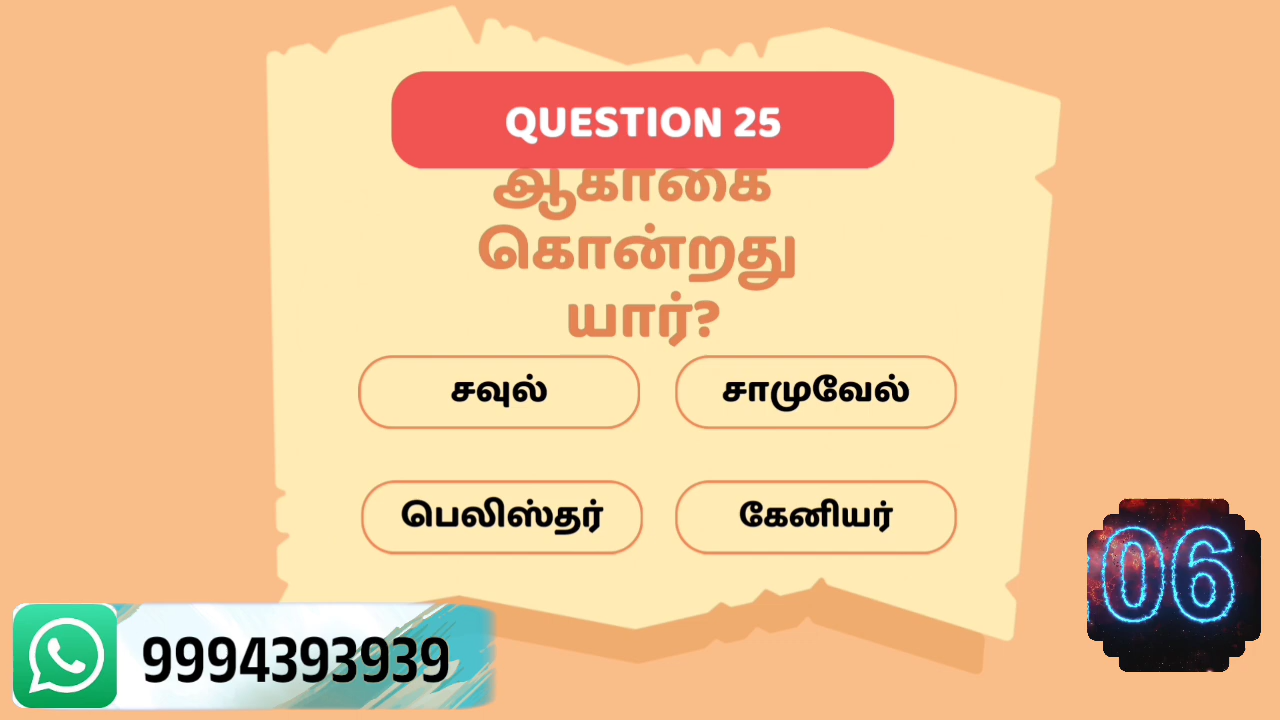 QUESTION 25
ஆகாகை
கொன்றது
யார்?
சவுல்
சாமுவேல்
பெலிஸ்தர்
கேனியர்
06
9994393939